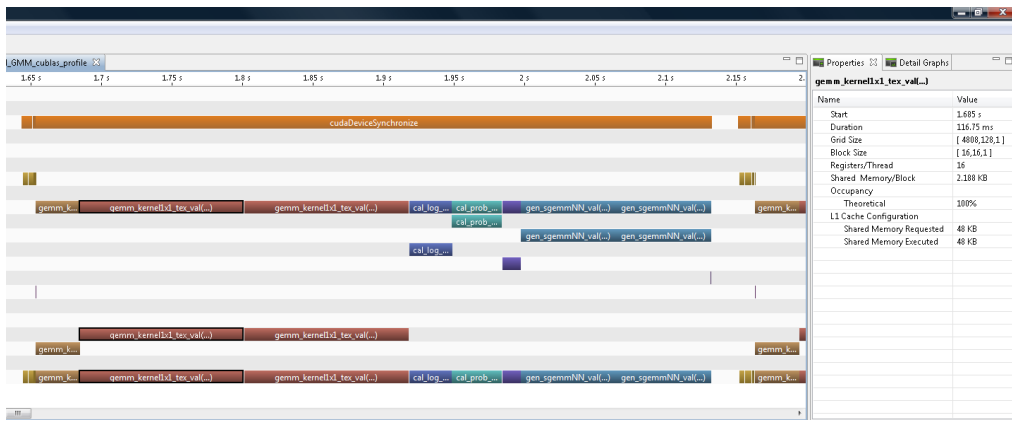 l_GMM_cublas_profile
1.65 s 1.7 s 1.75 s 1.8 s 1.85 s 1.9 s 1.95 s 2 s 2.05 s 2.1 s 2.15 s 2.
cudaDeviceSynchronize
gemm_k... gemm_kernel1x1_tex_val(...) gemm_kernel1x1_tex_val(...) cal_log_... cal_prob_... gen_sgemmNN_val(...) gen_sgemmNN_val(...) gemm_k...
cal_prob_...
gen_sgemmNN_val(...) gen_sgemmNN_val(...)
cal_log_...
gemm_kernel1x1_tex_val(...) gemm_kernel1x1_tex_val(...)
gemm_k... gemm_k...
gemm_k... gemm_kernel1x1_tex_val(...) gemm_kernel1x1_tex_val(...) cal_log_... cal_prob_... gen_sgemmNN_val(...) gen_sgemmNN_val(...) gemm_k...
Properties Detail Graphs
gemm_kernel1x1_tex_val(...)
Name Value
Start 1.685 s
Duration 116.75 ms
Grid Size [ 4808,128,1 ]
Block Size [ 16,16,1 ]
Registers/Thread 16
Shared Memory/Block 2.188 KB
Occupancy
Theoretical 100%
L1 Cache Configuration
Shared Memory Requested 48 KB
Shared Memory Executed 48 KB